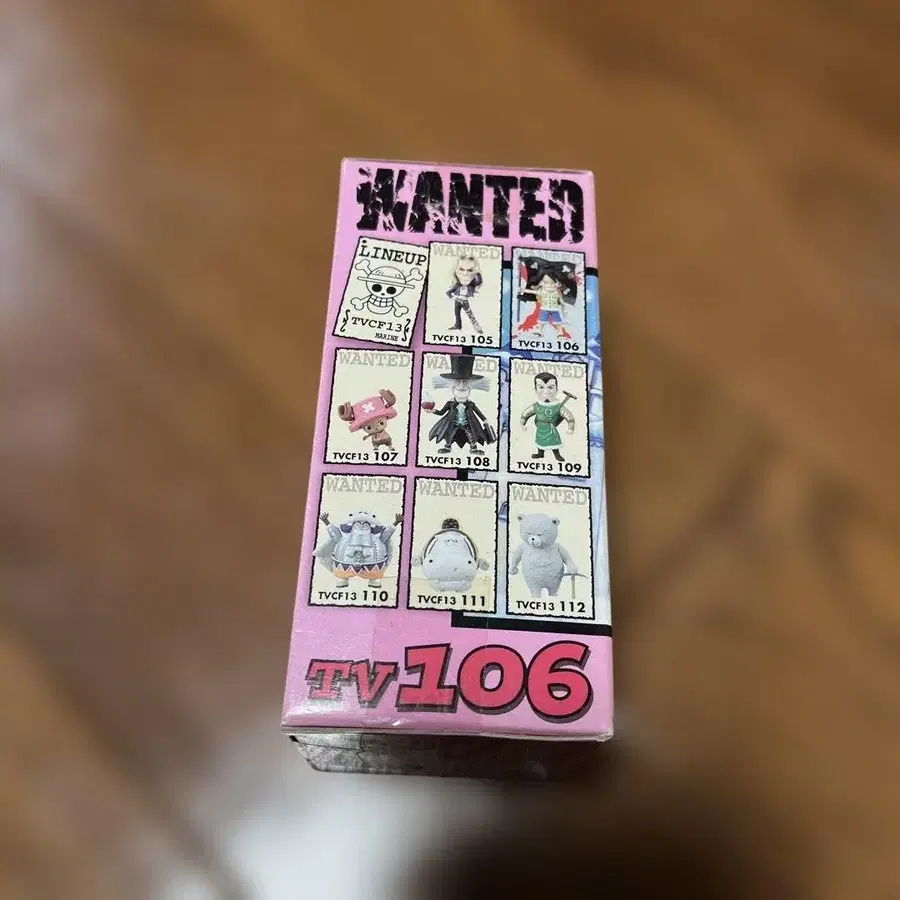 WANTED
LINEUP
TVCF13
MARINE
WANTED
TVCF13 105
WANTED
TVCF13 106
WANTED
TVCF13 107
WANTED
TVCF13 108
WANTED
TVCF13 109
WANTED
TVCF13 110
WANTED
TVCF13 111
WANTED
TVCF13 112
TV106